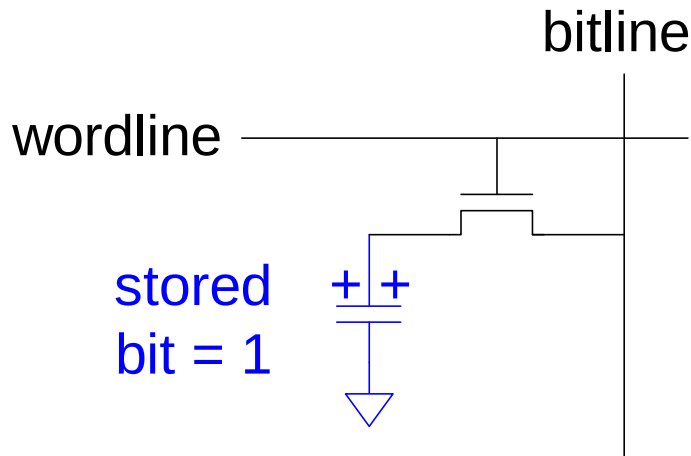 bitline
wordline
stored
bit = 1
+ +